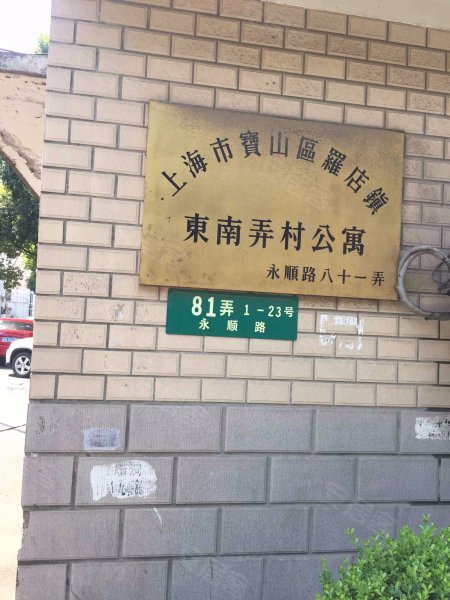 上海市寶山區羅店鎮
東南弄村公寓
永順路八十一弄
81弄 1－23号
永顺路